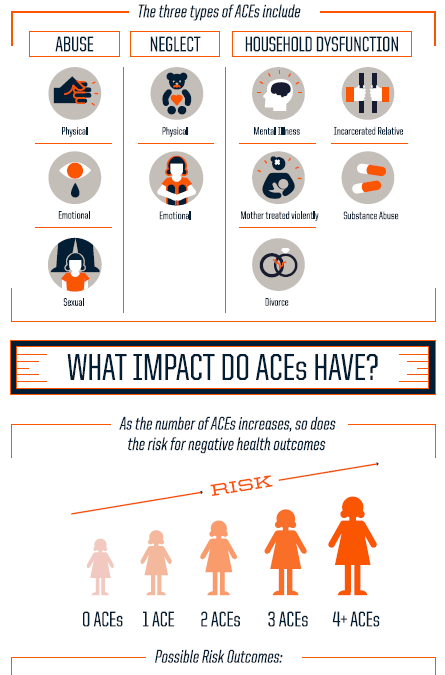 The three types of ACEs include
ABUSE
NEGLECT
HOUSEHOLD DYSFUNCTION
Physical
Physical
Mental Illness
Incarcerated Relative
Emotional
Emotional
Mother treated violently
Substance Abuse
Sexual
Divorce
WHAT IMPACT DO ACEs HAVE?
As the number of ACEs increases, so does
the risk for negative health outcomes
RISK
0 ACEs
1 ACE
2 ACEs
3 ACEs
4+ ACEs
Possible Risk Outcomes: